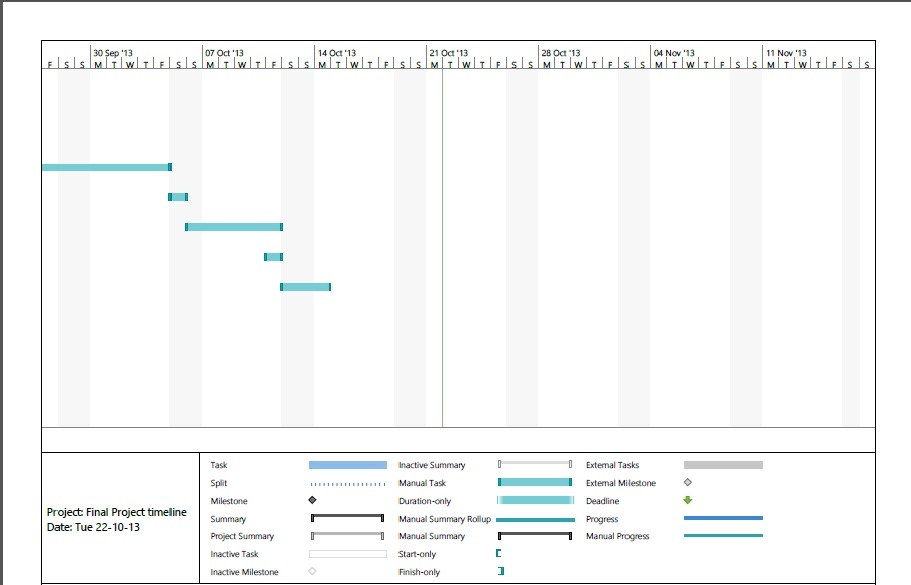 30 Sep '13 07 Oct '13 14 Oct '13 21 Oct '13 28 Oct '13 04 Nov '13 11 Nov '13
F S S M T W T F S S M T W T F S S M T W T F S S M T W T F S S M T W T F S S M T W T F S S M T W T F S S
Task Inactive Summary External Tasks
Split Manual Task External Milestone
Milestone Duration-only Deadline
Project: Final Project timeline Summary Manual Summary Rollup Progress
Date: Tue 22-10-13 Project Summary Manual Summary Manual Progress
Inactive Task Start-only
Inactive Milestone Finish-only